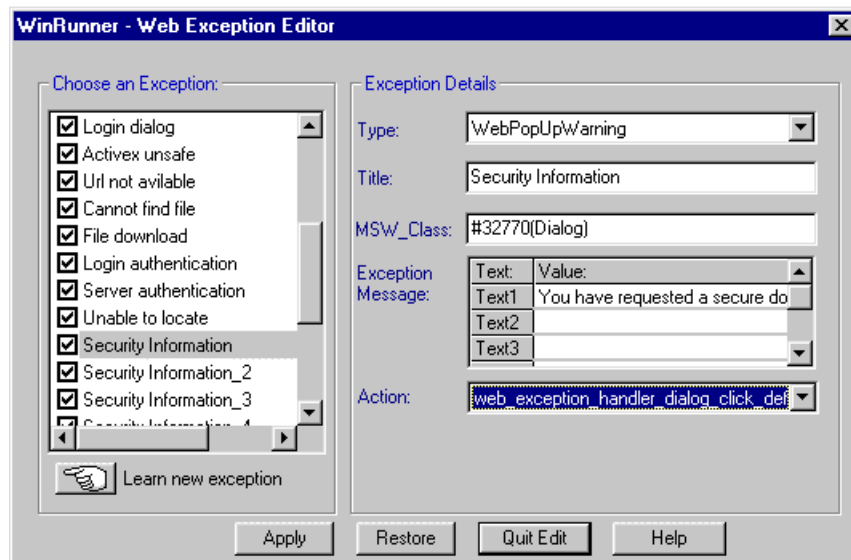 WinRunner - Web Exception Editor
Choose an Exception:
Login dialog
Activex unsafe
Url not avilable
Cannot find file
File download
Login authentication
Server authentication
Unable to locate
Security Information
Security Information_2
Security Information_3
Security Information_4
Learn new exception
Exception Details
Type: WebPopUpWarning
Title: Security Information
MSW_Class: #32770(Dialog)
Exception Message:
Text: Value:
Text1 You have requested a secure do
Text2
Text3
Action: web_exception_handler_dialog_click_def
Apply Restore Quit Edit Help